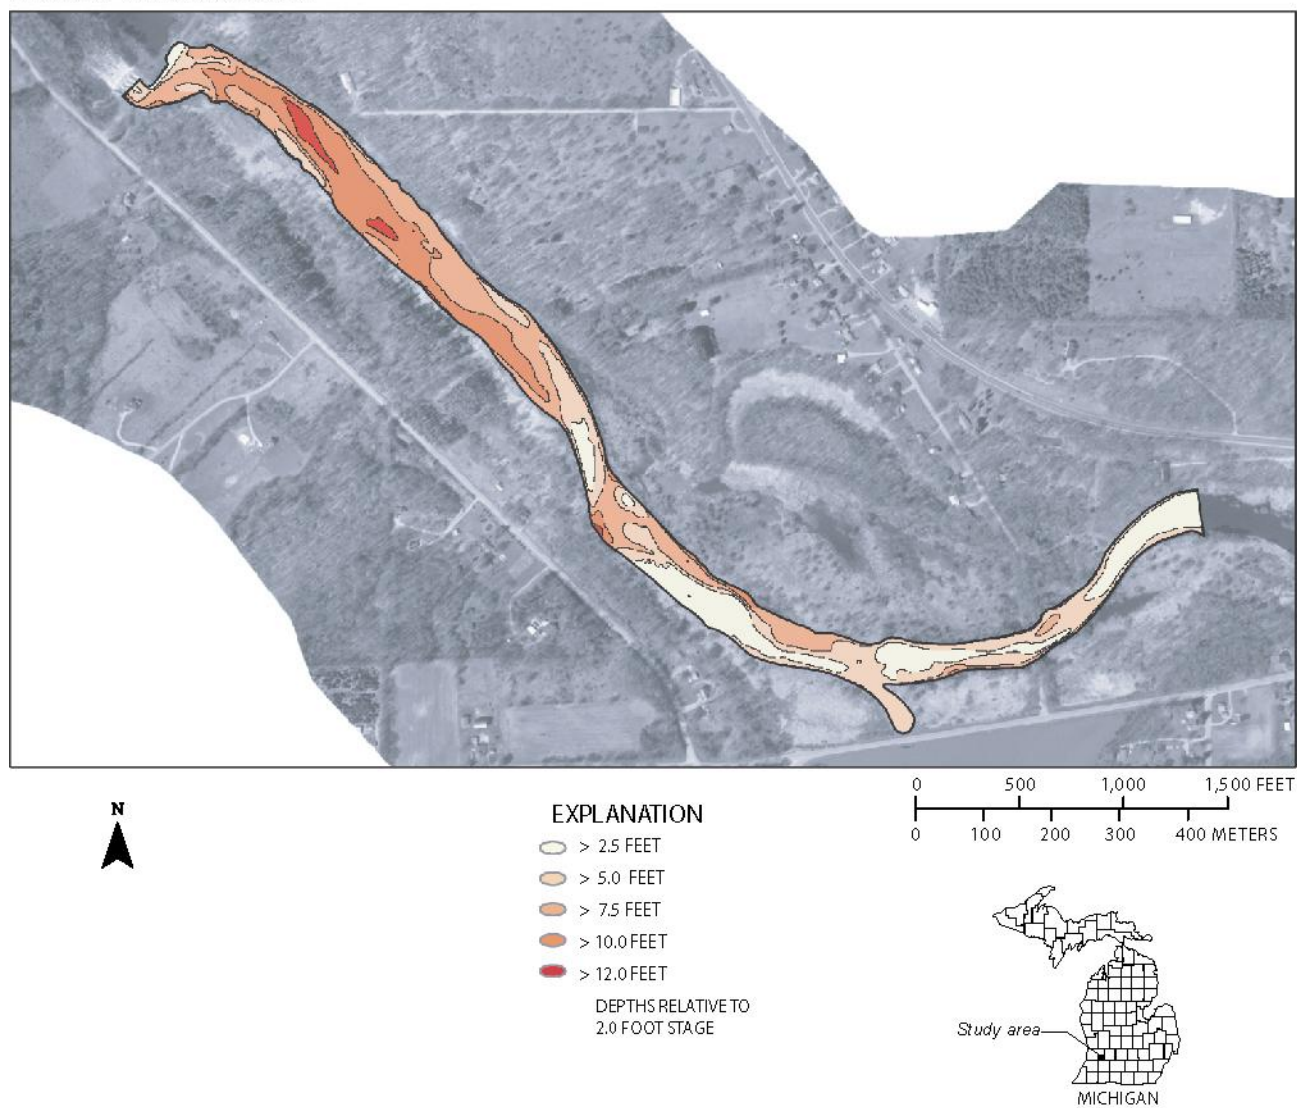 N
EXPLANATION
> 2.5 FEET
> 5.0 FEET
> 7.5 FEET
> 10.0 FEET
> 12.0 FEET
DEPTHS RELATIVE TO
2.0 FOOT STAGE
0 500 1,000 1,500 FEET
0 100 200 300 400 METERS
Study area
MICHIGAN